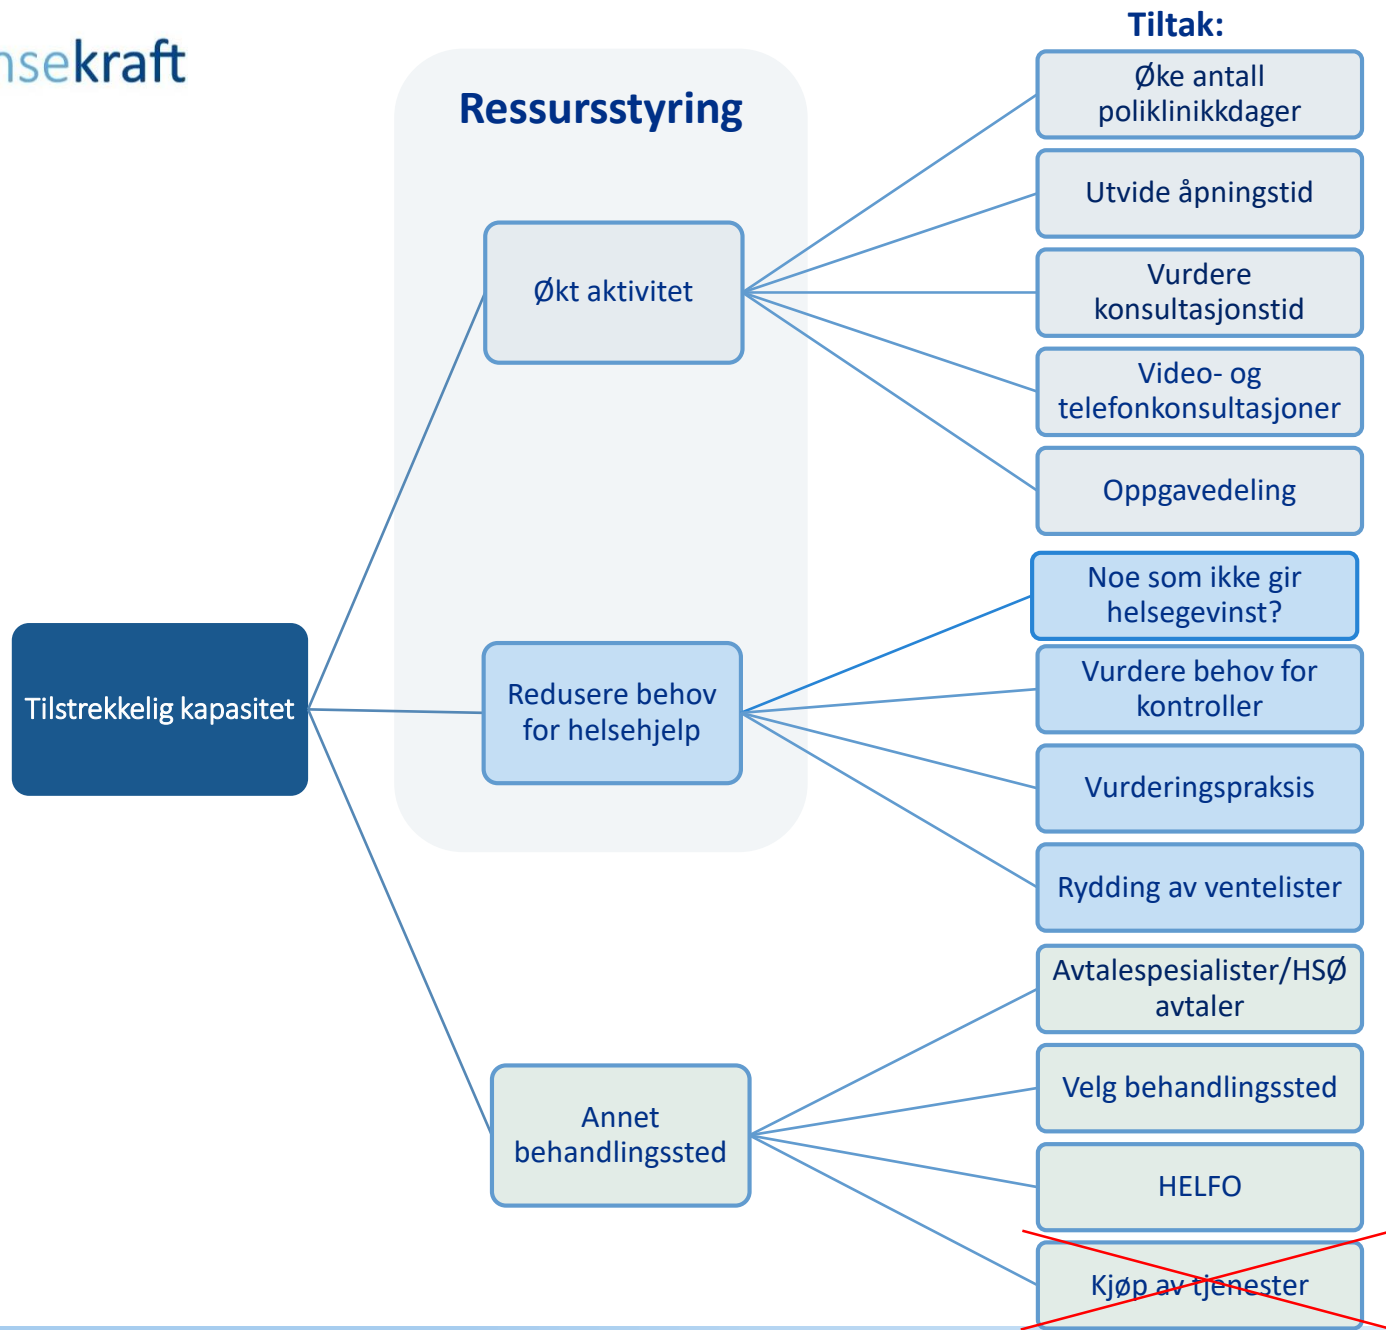 nsekraft
Tiltak:
Ressursstyring
Øke antall
poliklinikkdager
Utvide åpningstid
Økt aktivitet
Vurdere
konsultasjonstid
Video- og
telefonkonsultasjoner
Oppgavedeling
Tilstrekkelig kapasitet
Redusere behov
for helsehjelp
Noe som ikke gir
helsegevinst?
Vurdere behov for
kontroller
Vurderingspraksis
Rydding av ventelister
Annet
behandlingssted
Avtalespesialister/HSØ
avtaler
Velg behandlingssted
HELFO
Kjøp av tjenester